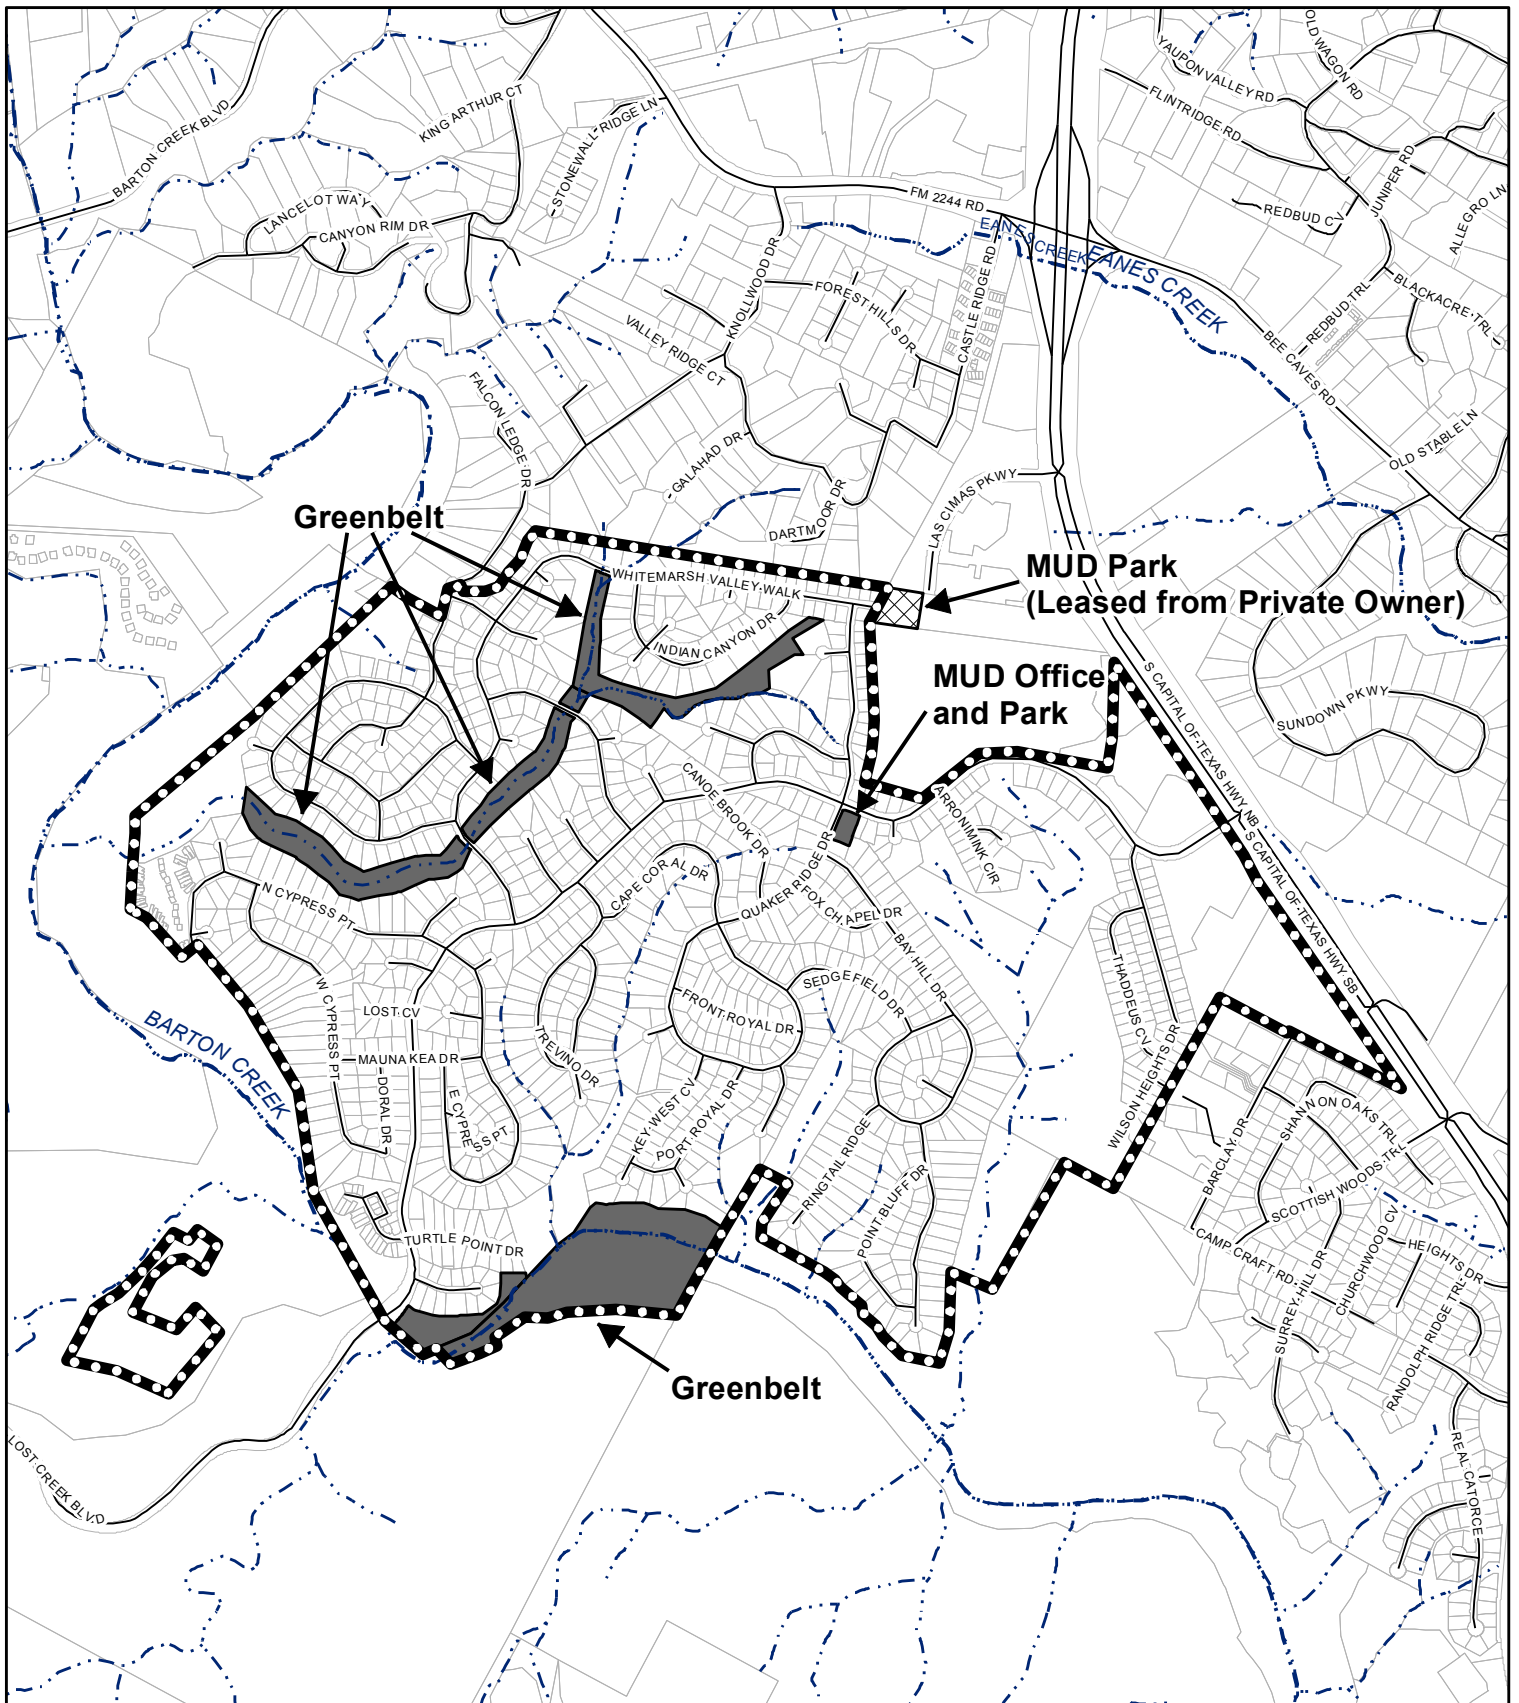 OLD WAGON RD
YAUPON VALLEY RD
FLINTRIDGE RD
KING ARTHUR CT
STONEWALL RIDGE LN
BARTON CREEK BLVD
JUNIPER RD
LANCELOT WAY
CANYON RIM DR
FM 2244 RD
REDBUD CV
ALLEGRO LN
EANES CREEK
EANES CREEK
KNOLLWOOD DR
FOREST HILLS DR
CASTLE RIDGE RD
BLACKACRE TRL
REDBUD TRL
VALLEY RIDGE CT
BEE CAVES RD
FALCON LEDGE DR
GALAHAD DR
OLD STABLE LN
LAS CIMAS PKWY
DARTMOOR DR
Greenbelt
MUD Park
(Leased from Private Owner)
WHITEMARSH VALLEY WALK
INDIAN CANYON DR
MUD Office
and Park
S CAPITAL OF TEXAS HWY NB
SUNDOWN PKWY
CANOE BROOK DR
ARRONIMINK CIR
S CAPITAL OF TEXAS HWY SB
CAPE CORAL DR
QUAKER RIDGE DR
FOX CHAPEL DR
N CYPRESS PT
BAY HILL DR
THADDEUS CV
W CYPRESS PT
LOST CV
SEDGEFIELD DR
FRONT ROYAL DR
BARTON CREEK
MAUNA KEA DR
DORAL DR
E CYPRESS PT
TREVINO DR
KEY WEST CV
PORT ROYAL DR
WILSON HEIGHTS DR
RINGTAIL RIDGE
POINT BLUFF DR
BARCLAY DR
SHANNON OAKS TRL
SCOTTISH WOODS TRL
TURTLE POINT DR
CAMP CRAFT RD
SURREY HILL DR
CHURCHWOOD CV
HEIGHTS DR
RANDOLPH RIDGE TRL
Greenbelt
LOST CREEK BLVD
REAL CATORCE